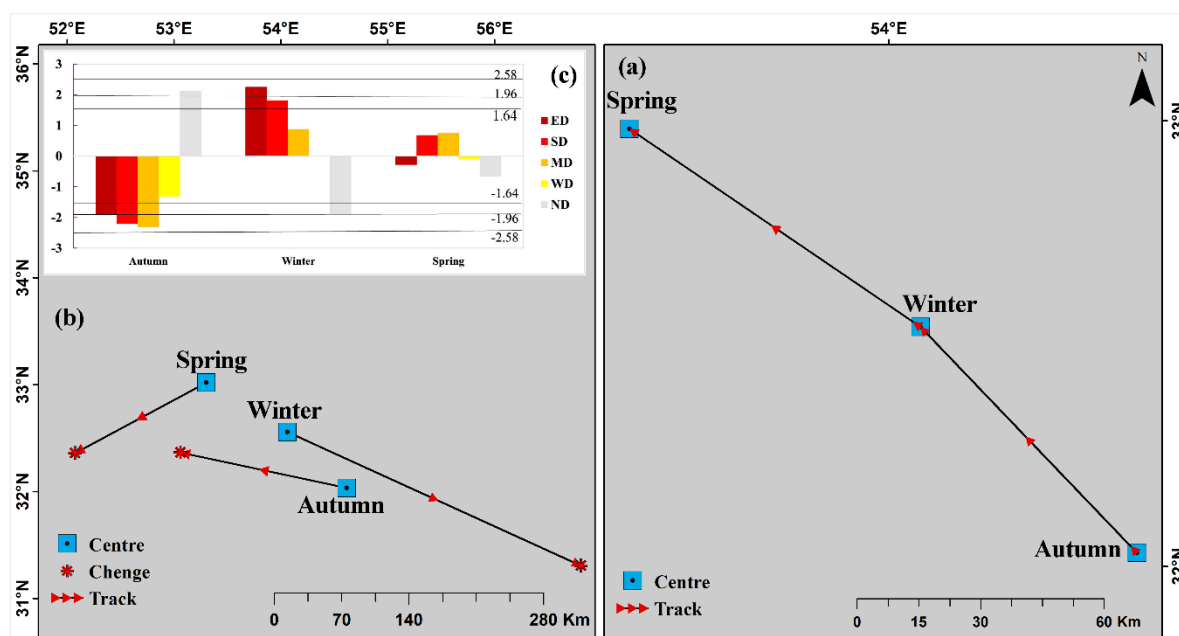 52°E 53°E 54°E 55°E 56°E
36°N
35°N
34°N
33°N
32°N
31°N
(c)
3
2
1
0
-1
-2
-3
2.58
1.96
1.64
-1.64
-1.96
-2.58
ED
SD
MD
WD
ND
Autumn Winter Spring
(b)
Spring
Winter
Autumn
Centre
Chenge
Track
0 70 140 280 Km
54°E
(a)
N
Spring
33°N
Winter
Autumn
32°N
Centre
Track
0 15 30 60 Km